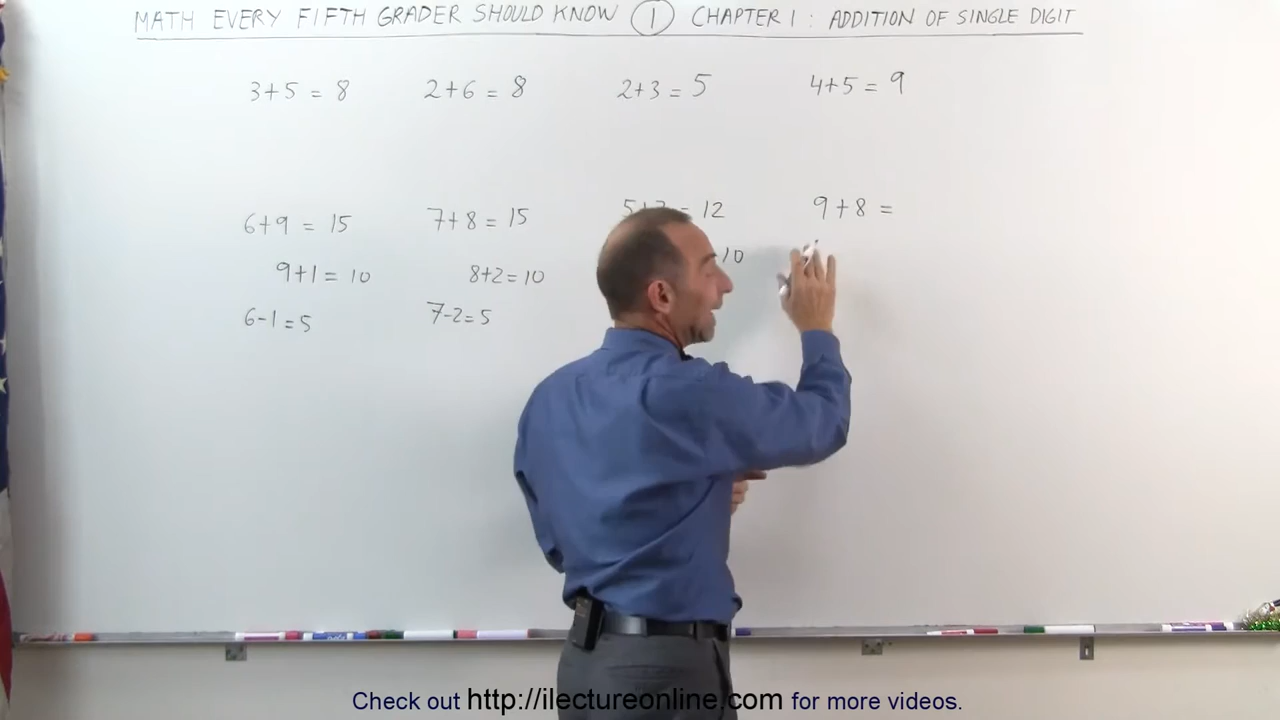 MATH EVERY FIFTH GRADER SHOULD KNOW 1 CHAPTER 1 : ADDITION OF SINGLE DIGIT
3+5 = 8 2+6 = 8 2+3 = 5 4+5 = 9
6+9 = 15 7+8 = 15 = 12 9+8 =
9+1 = 10 8+2=10 10
6-1=5 7-2=5
Check out http://ilectureonline.com for more videos.